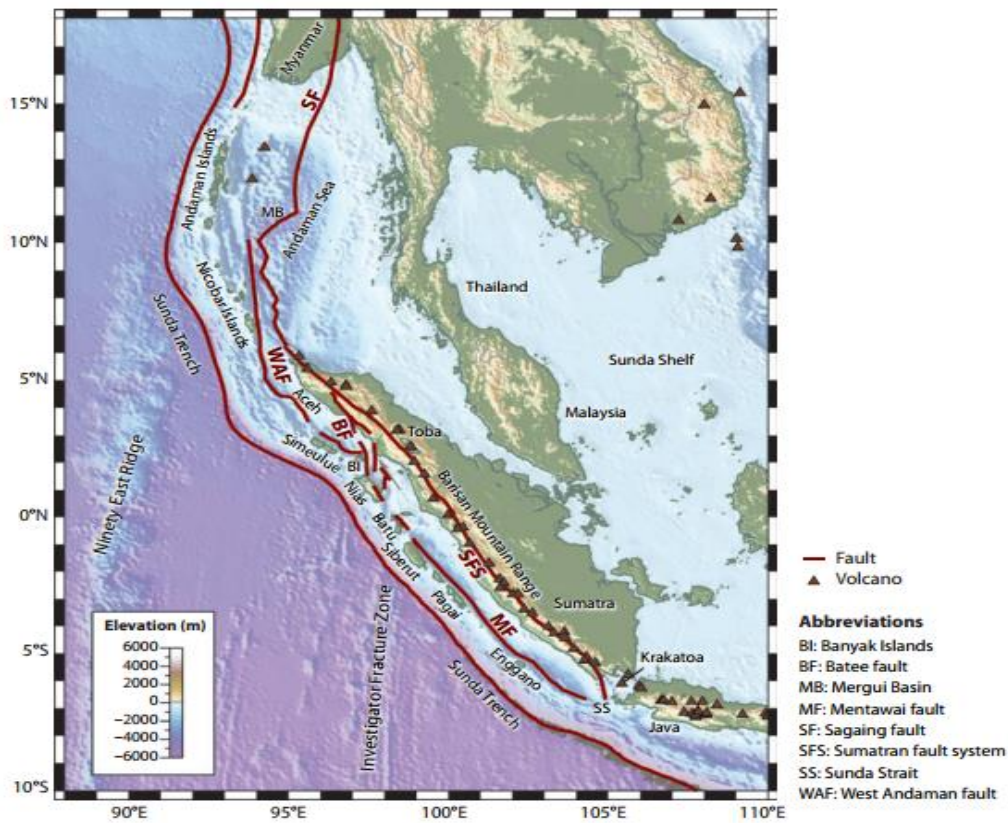 15°N
10°N
5°N
0°N
5°S
10°S
90°E
95°E
100°E
105°E
110°E
Myanmar
SF
Andaman Islands
MB
Andaman Sea
Nicobar Islands
Sunda Trench
Thailand
Sunda Shelf
WAF
Aceh
Malaysia
BF
Toba
Simeulue
BI
Ninety East Ridge
Nias
Barisan Mountain Range
Batu
Siberut
SFS
Pagai
MF
Sumatra
Investigator Fracture Zone
Enggano
Krakatoa
Sunda Trench
SS
Java
Elevation (m)
6000
4000
2000
0
−2000
−4000
−6000
Fault
Volcano
Abbreviations
BI: Banyak Islands
BF: Batee fault
MB: Mergui Basin
MF: Mentawai fault
SF: Sagaing fault
SFS: Sumatran fault system
SS: Sunda Strait
WAF: West Andaman fault